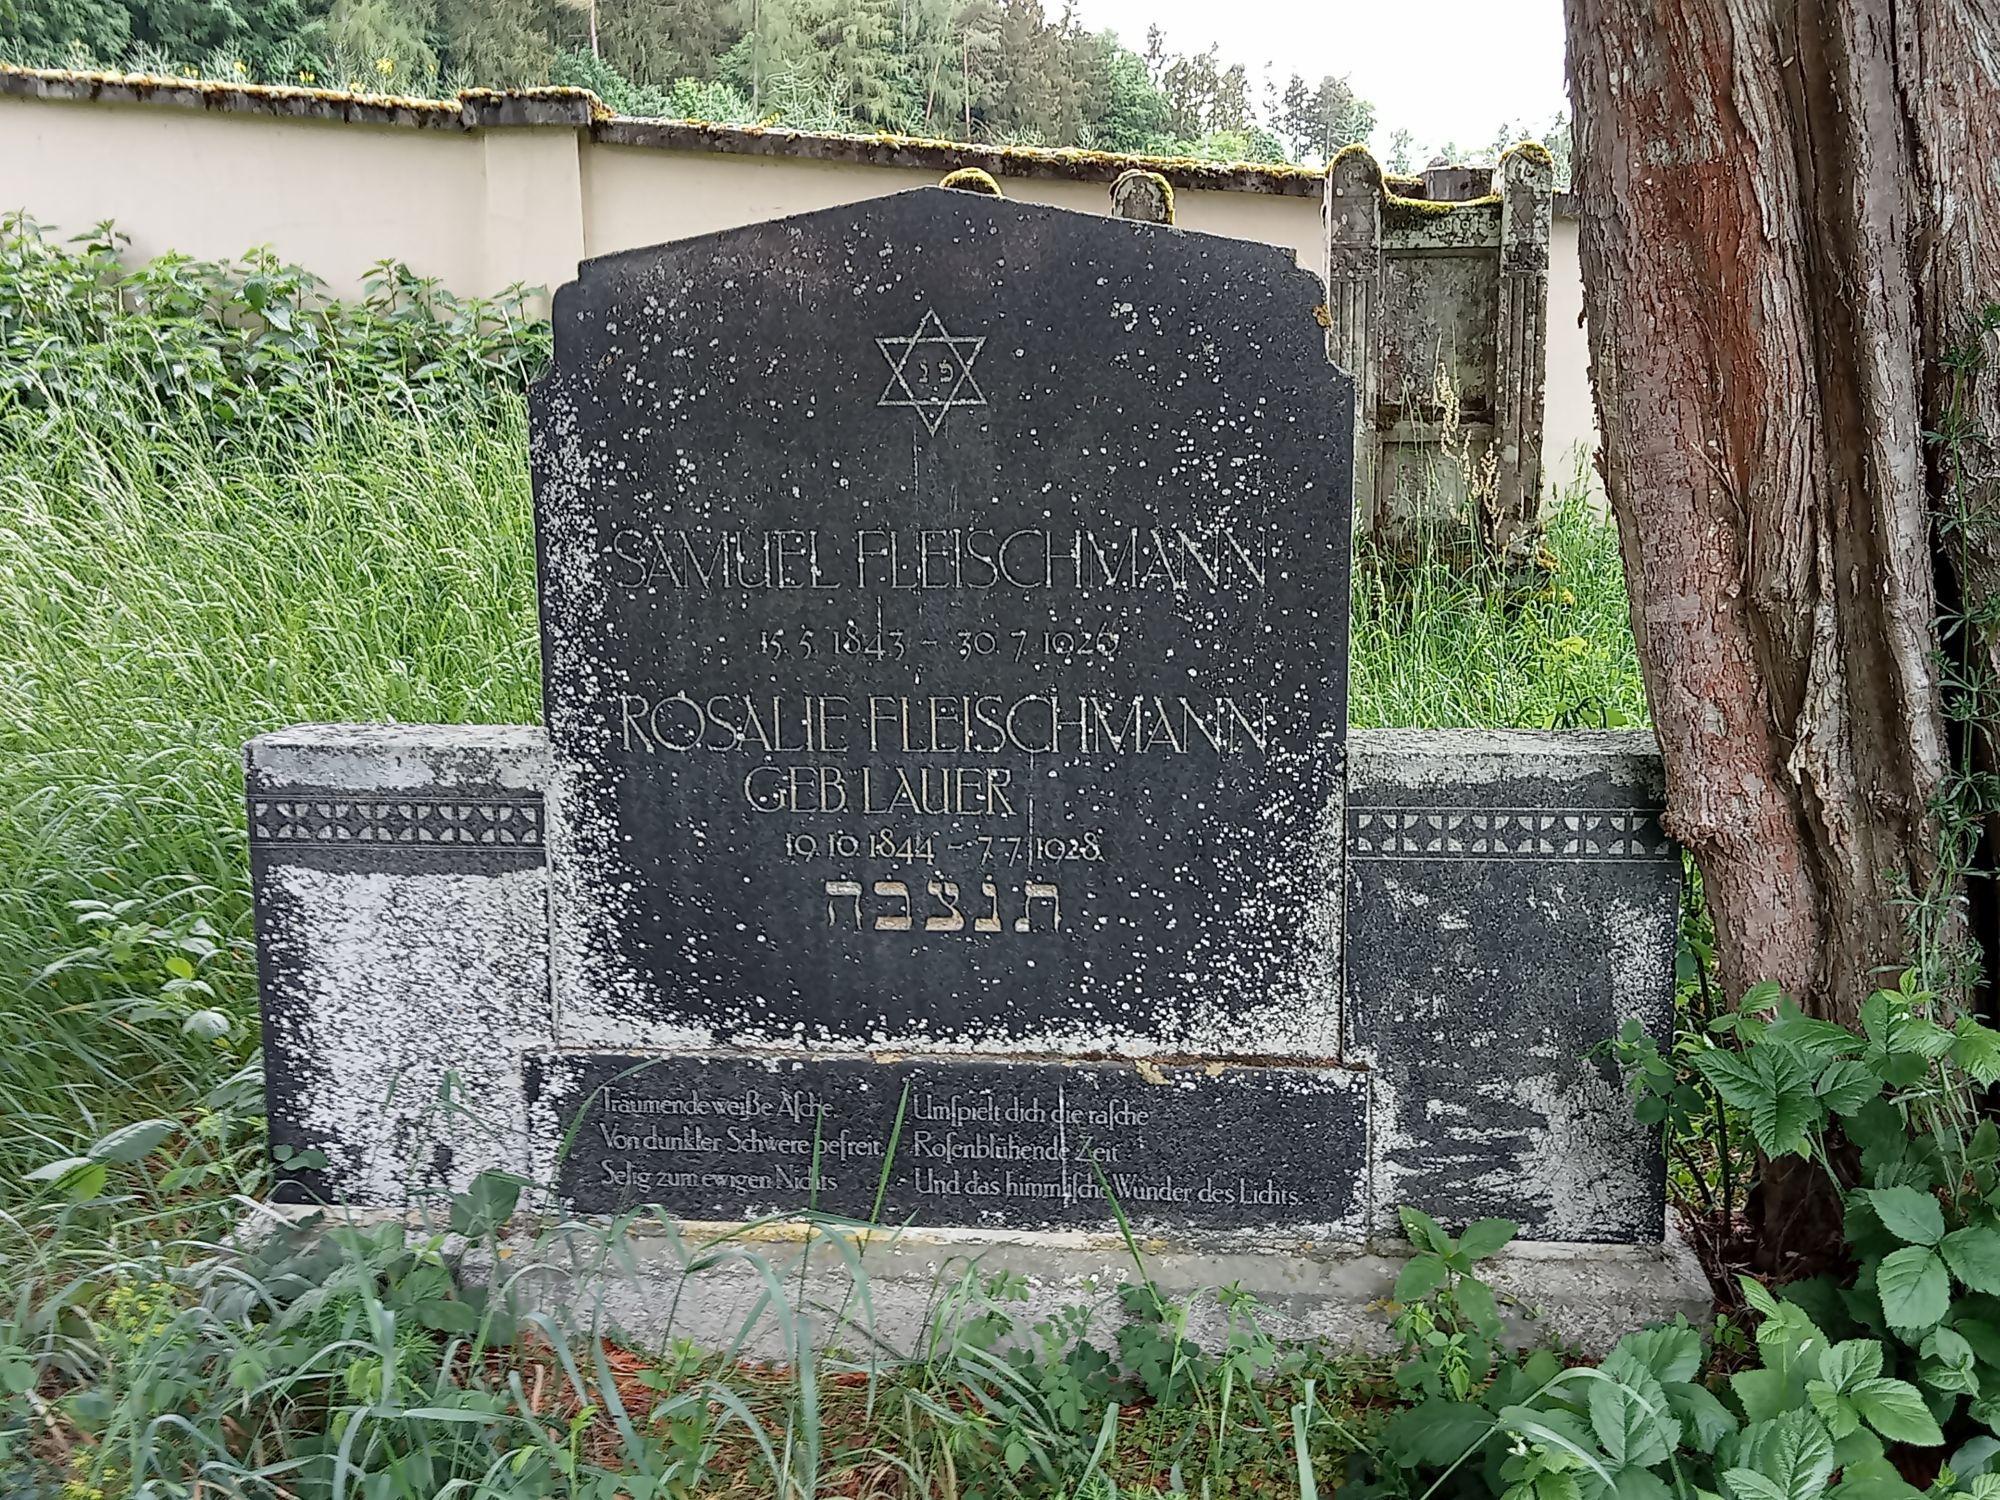 פנ
SAMUEL FLEISCHMANN
15.5.1843 – 30.7.1926
ROSALIE FLEISCHMANN
GEB LAUER
19.10.1844 – 7.7.1928
תנצבה
Träumende weiße Asche.
Von dunkler Schwere befreit.
Selig zum ewigen Nichts
Umspielt dich die rasche
Rosenblühende Zeit
Und das himmlische Wunder des Lichts.